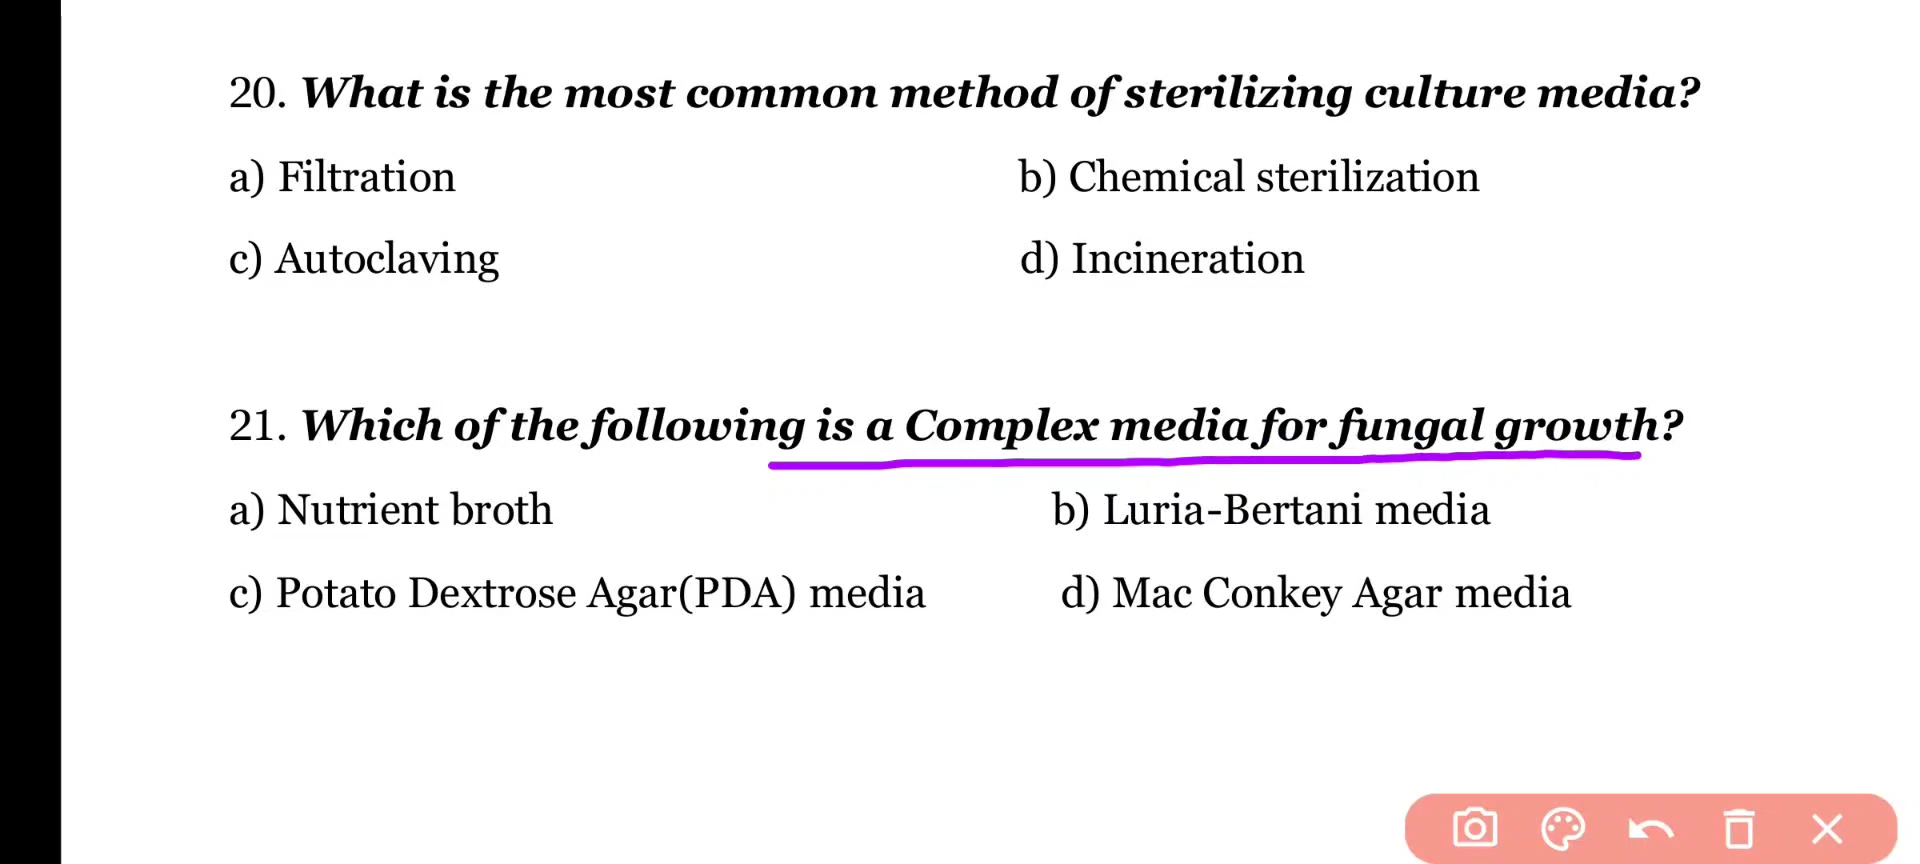 20. What is the most common method of sterilizing culture media?
a) Filtration b) Chemical sterilization
c) Autoclaving d) Incineration
21. Which of the following is a Complex media for fungal growth?
a) Nutrient broth b) Luria-Bertani media
c) Potato Dextrose Agar(PDA) media d) Mac Conkey Agar media